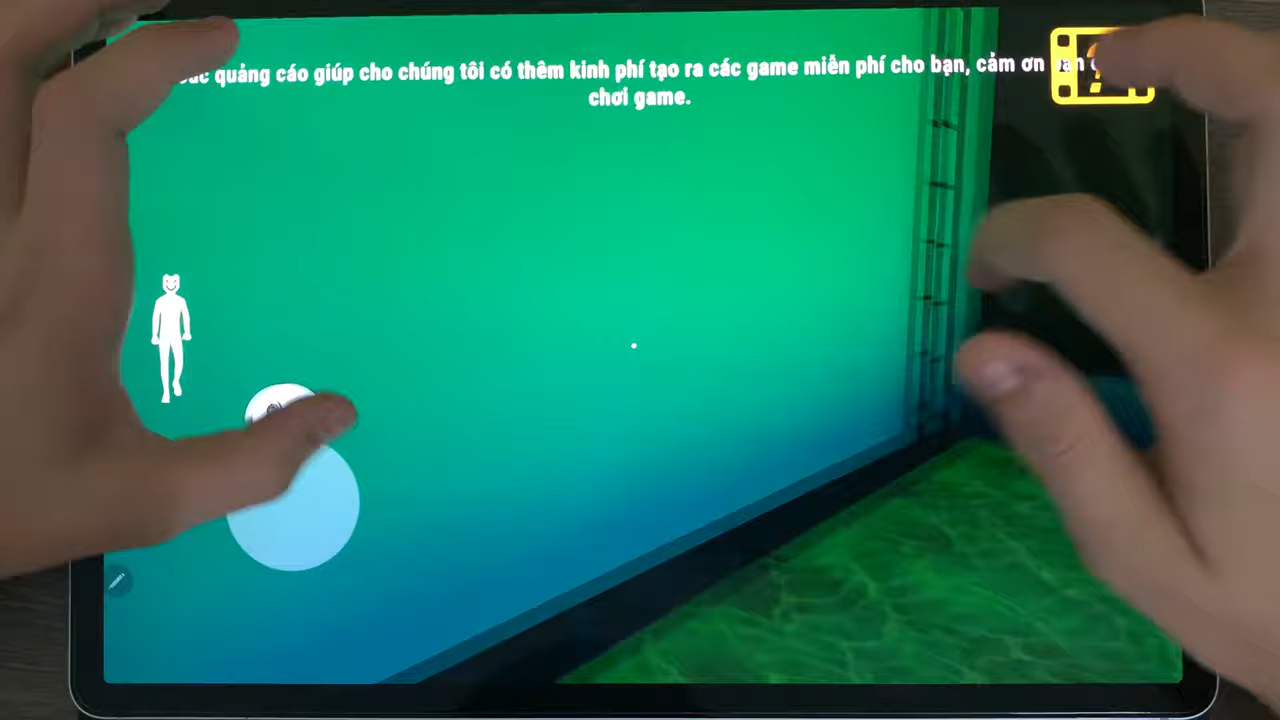 quảng cáo giúp cho chúng tôi có thêm kinh phí tạo ra các game miễn phí cho bạn, cảm ơn bạn
chơi game.